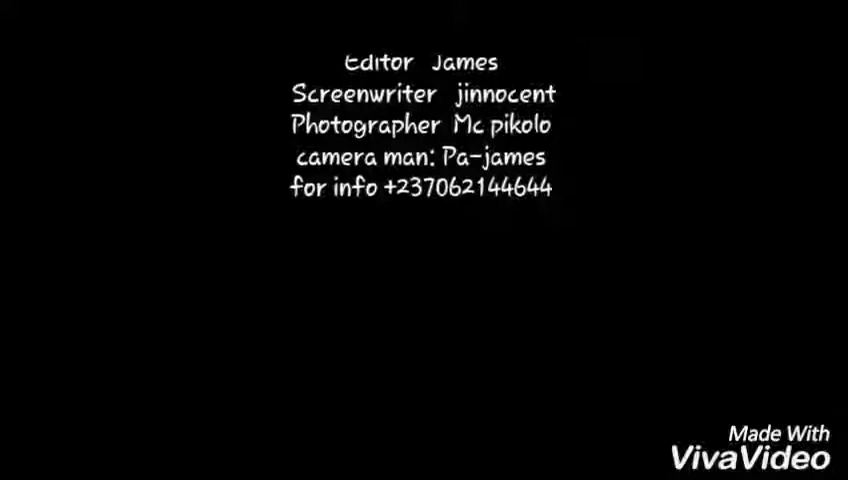 Editor James
Screenwriter jinnocent
Photographer Mc pikolo
camera man: Pa-james
for info +237062144644
Made With
VivaVideo